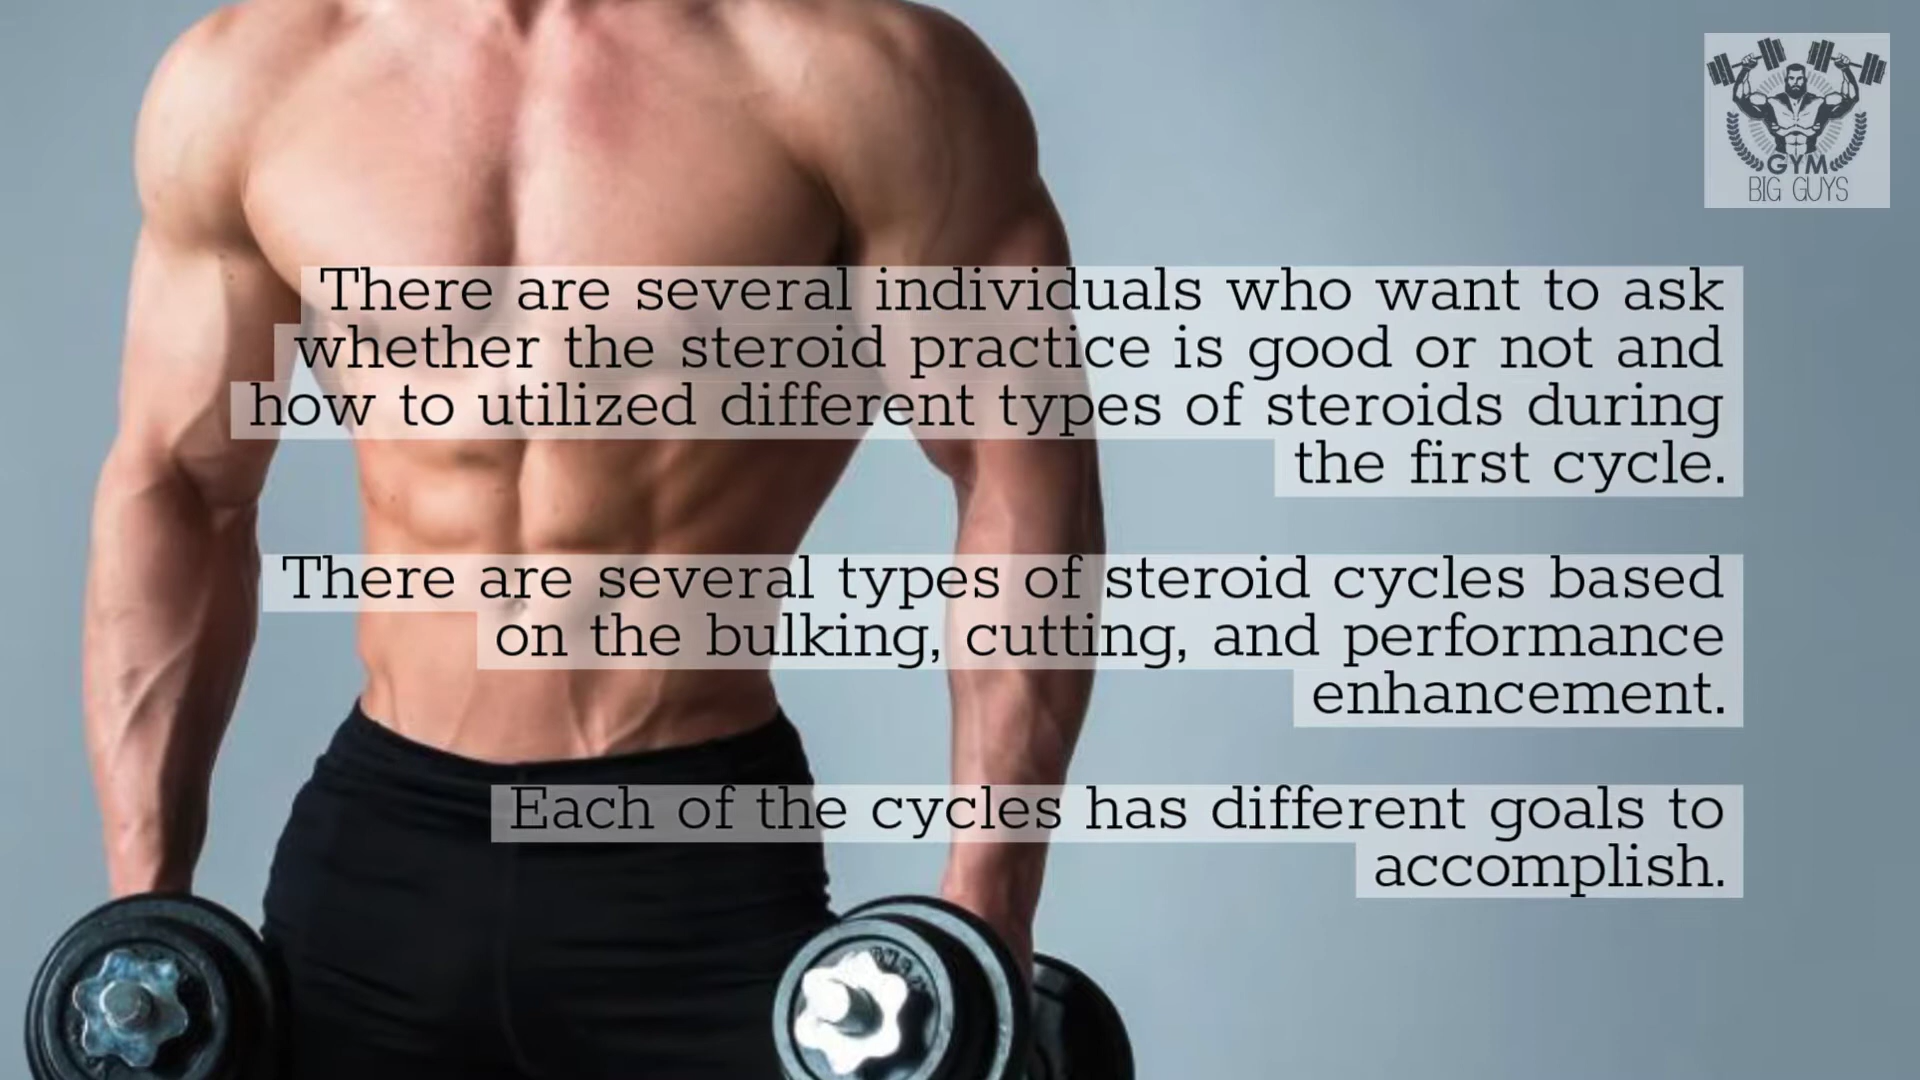 GYM
BIG GUYS
There are several individuals who want to ask
whether the steroid practice is good or not and
how to utilized different types of steroids during
the first cycle.
There are several types of steroid cycles based
on the bulking, cutting, and performance
enhancement.
Each of the cycles has different goals to
accomplish.